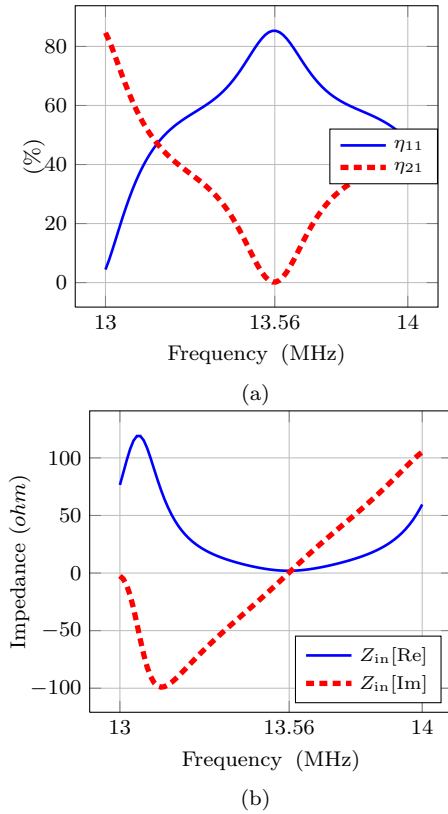 80
60
40
20
0
(%)
η11
η21
13
13.56
14
Frequency (MHz)
(a)
100
50
0
−50
−100
Impedance (ohm)
Zin[Re]
Zin[Im]
13
13.56
14
Frequency (MHz)
(b)